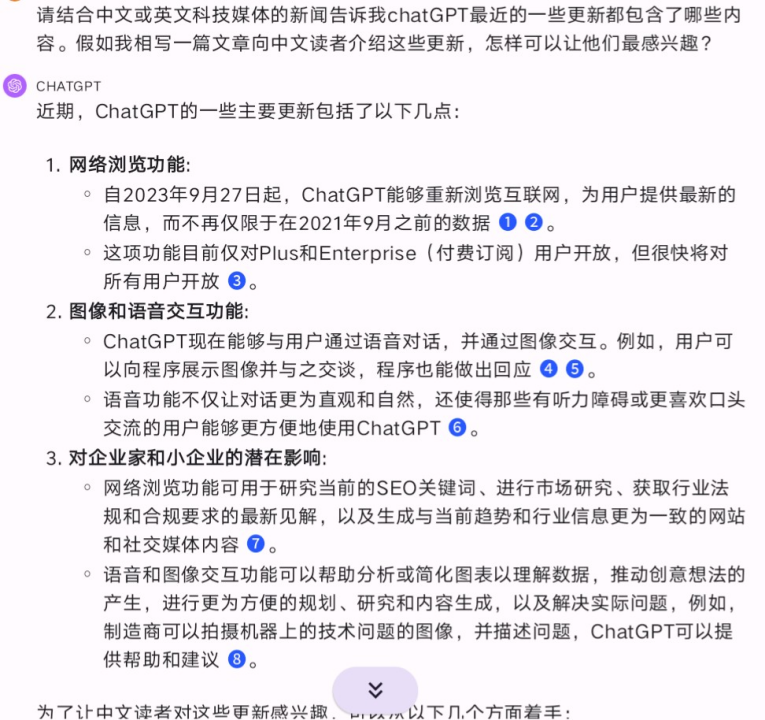 请结合中文或英文科技媒体的新闻告诉我chatGPT最近的一些更新都包含了哪些内
容。假如我相写一篇文章向中文读者介绍这些更新，怎样可以让他们最感兴趣？
CHATGPT
近期，ChatGPT的一些主要更新包括了以下几点：
1. 网络浏览功能:
◦ 自2023年9月27日起，ChatGPT能够重新浏览互联网，为用户提供最新的
信息，而不再仅限于在2021年9月之前的数据 1 2 。
◦ 这项功能目前仅对Plus和Enterprise（付费订阅）用户开放，但很快将对
所有用户开放 3 。
2. 图像和语音交互功能:
◦ ChatGPT现在能够与用户通过语音对话，并通过图像交互。例如，用户可
以向程序展示图像并与之交谈，程序也能做出回应 4 5 。
◦ 语音功能不仅让对话更为直观和自然，还使得那些有听力障碍或更喜欢口头
交流的用户能够更方便地使用ChatGPT 6 。
3. 对企业家和小企业的潜在影响:
◦ 网络浏览功能可用于研究当前的SEO关键词、进行市场研究、获取行业法
规和合规要求的最新见解，以及生成与当前趋势和行业信息更为一致的网站
和社交媒体内容 7 。
◦ 语音和图像交互功能可以帮助分析或简化图表以理解数据，推动创意想法的
产生，进行更为方便的规划、研究和内容生成，以及解决实际问题，例如，
制造商可以拍摄机器上的技术问题的图像，并描述问题，ChatGPT可以提
供帮助和建议 8 。
为了让中文读者对这些更新感兴趣，可以从以下几个方面着手：